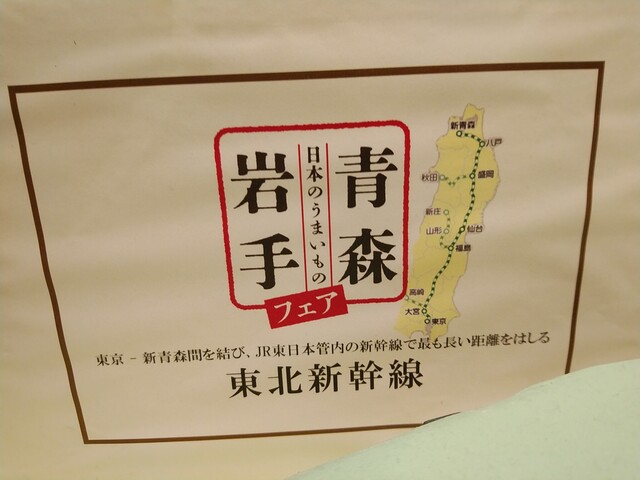 青森
日本のうまいもの
岩手
フェア
新青森
八戸
秋田
盛岡
新庄
山形
仙台
福島
高崎
大宮
東京
東京－新青森間を結び、JR東日本管内の新幹線で最も長い距離をはしる
東北新幹線